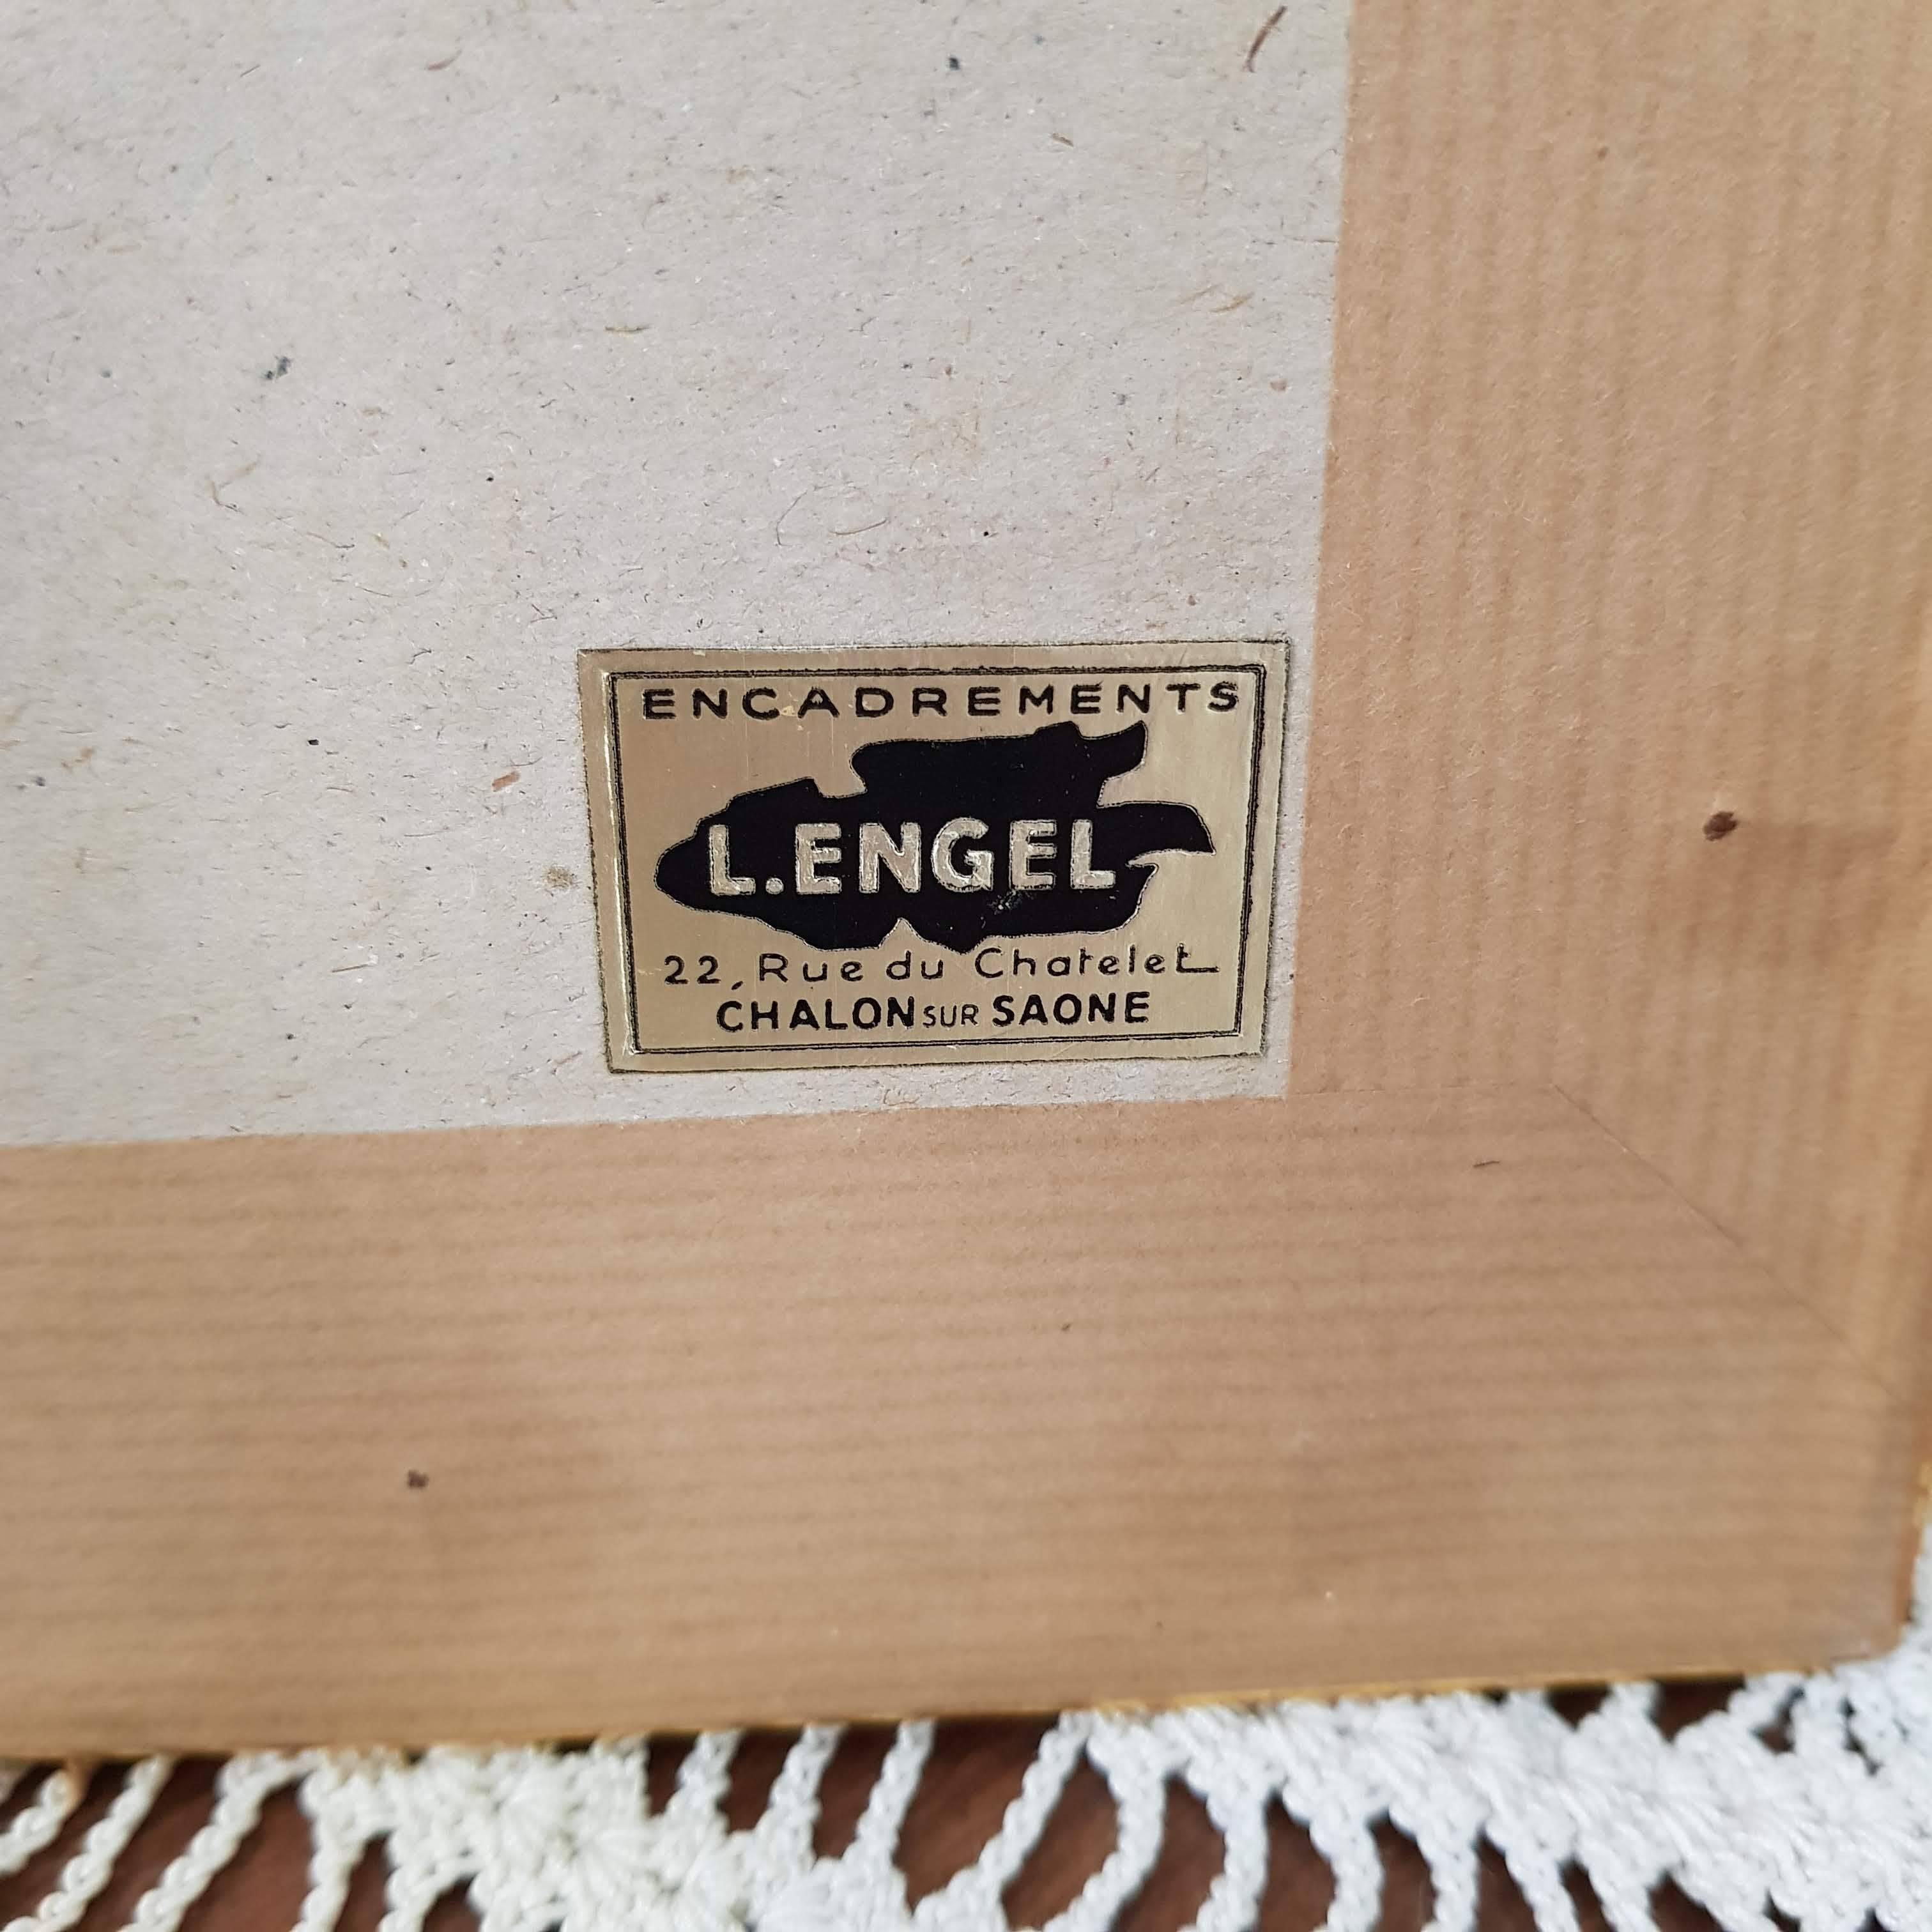 ENCADREMENTS
L.ENGEL
22, Rue du Chatelet
CHALON SUR SAONE